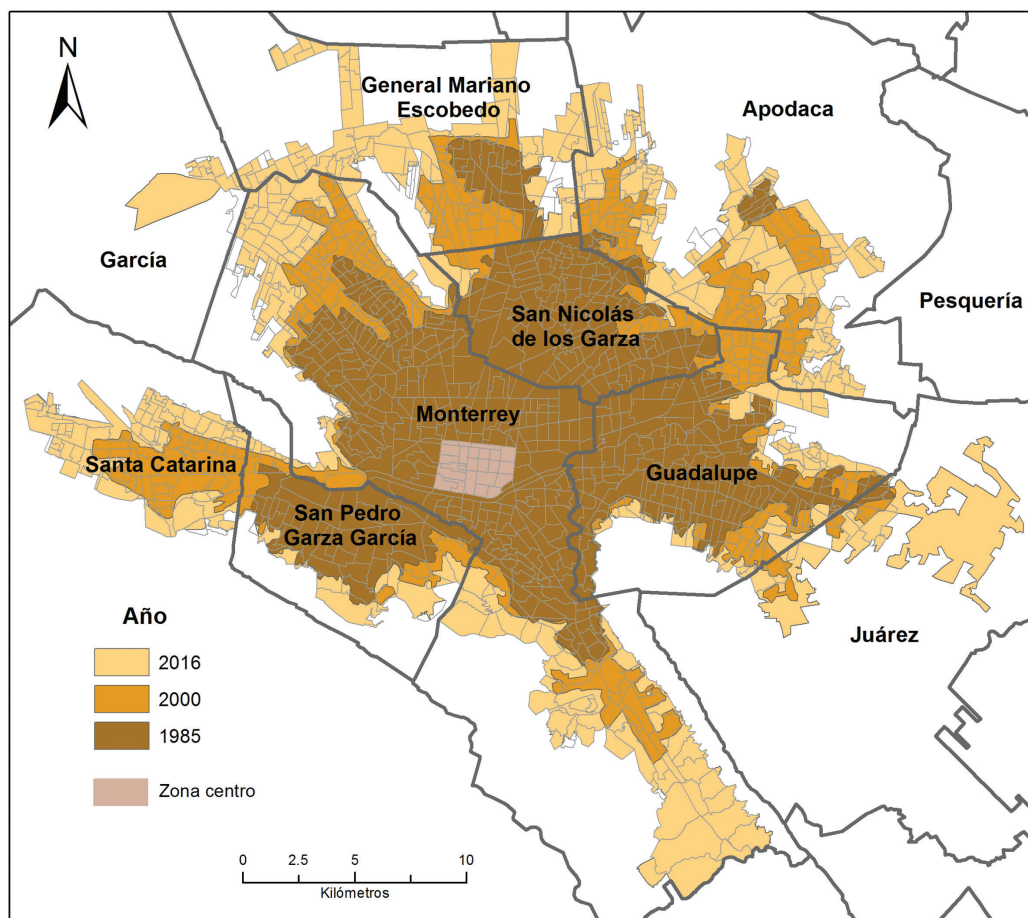 N
General Mariano
Escobedo
Apodaca
García
San Nicolás
de los Garza
Pesquería
Monterrey
Santa Catarina
Guadalupe
San Pedro
Garza García
Juárez
Año
2016
2000
1985
Zona centro
0 2.5 5 10
Kilómetros